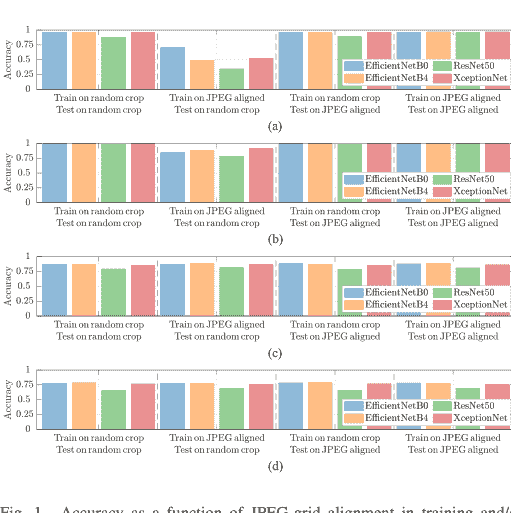 1
0.75
0.5
0.25
0
Accuracy
EfficientNetB0 ResNet50
EfficientNetB4 XceptionNet
Train on random crop Train on JPEG aligned Train on random crop Train on JPEG aligned
Test on random crop Test on random crop Test on JPEG aligned Test on JPEG aligned
(a)
1
0.75
0.5
0.25
0
Accuracy
EfficientNetB0 ResNet50
EfficientNetB4 XceptionNet
Train on random crop Train on JPEG aligned Train on random crop Train on JPEG aligned
Test on random crop Test on random crop Test on JPEG aligned Test on JPEG aligned
(b)
1
0.75
0.5
0.25
0
Accuracy
EfficientNetB0 ResNet50
EfficientNetB4 XceptionNet
Train on random crop Train on JPEG aligned Train on random crop Train on JPEG aligned
Test on random crop Test on random crop Test on JPEG aligned Test on JPEG aligned
(c)
1
0.75
0.5
0.25
0
Accuracy
EfficientNetB0 ResNet50
EfficientNetB4 XceptionNet
Train on random crop Train on JPEG aligned Train on random crop Train on JPEG aligned
Test on random crop Test on random crop Test on JPEG aligned Test on JPEG aligned
(d)
Fig. 1. Accuracy as a function of JPEG grid alignment in training and/